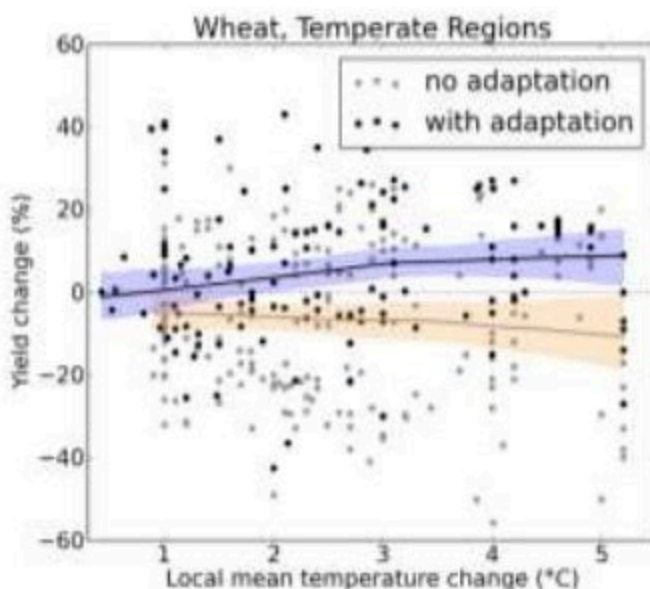 Wheat, Temperate Regions
no adaptation
with adaptation
Yield change (%)
60
40
20
0
−20
−40
−60
1 2 3 4 5
Local mean temperature change (°C)